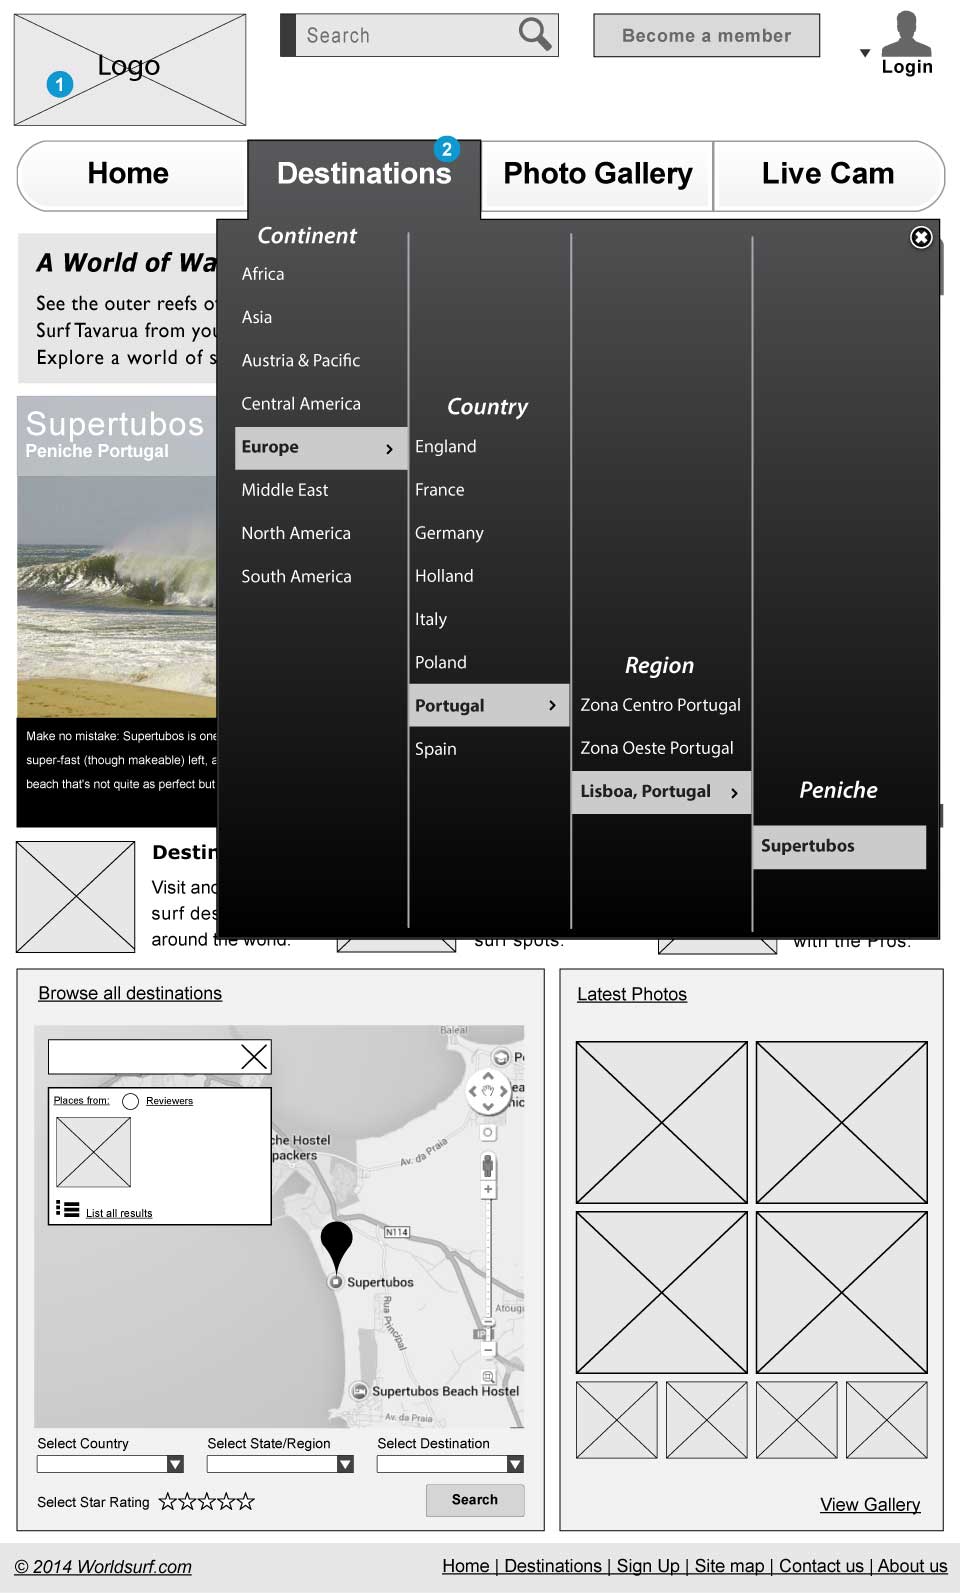 Logo
1
Search
Become a member
Login
Home
Destinations
2
Photo Gallery
Live Cam
A World of Wa
See the outer reefs o
Surf Tavarua from you
Explore a world of s
Continent
Africa
Asia
Austria & Pacific
Central America
Europe
Middle East
North America
South America
Country
England
France
Germany
Holland
Italy
Poland
Portugal
Spain
Region
Zona Centro Portugal
Zona Oeste Portugal
Lisboa, Portugal
Peniche
Supertubos
Supertubos
Peniche Portugal
Make no mistake: Supertubos is one
super-fast (though makeable) left, a
beach that's not quite as perfect but
Destin
Visit and
surf des
around the world.
surf spots.
with the Pros.
Browse all destinations
Baleal
Places from:
Reviewers
List all results
che Hostel
packers
Av. da Praia
N114
Supertubos
Rua Principal
Atoug
IP
Supertubos Beach Hostel
Av. da Praia
Select Country
Select State/Region
Select Destination
Select Star Rating
Search
Latest Photos
View Gallery
© 2014 Worldsurf.com
Home | Destinations | Sign Up | Site map | Contact us | About us